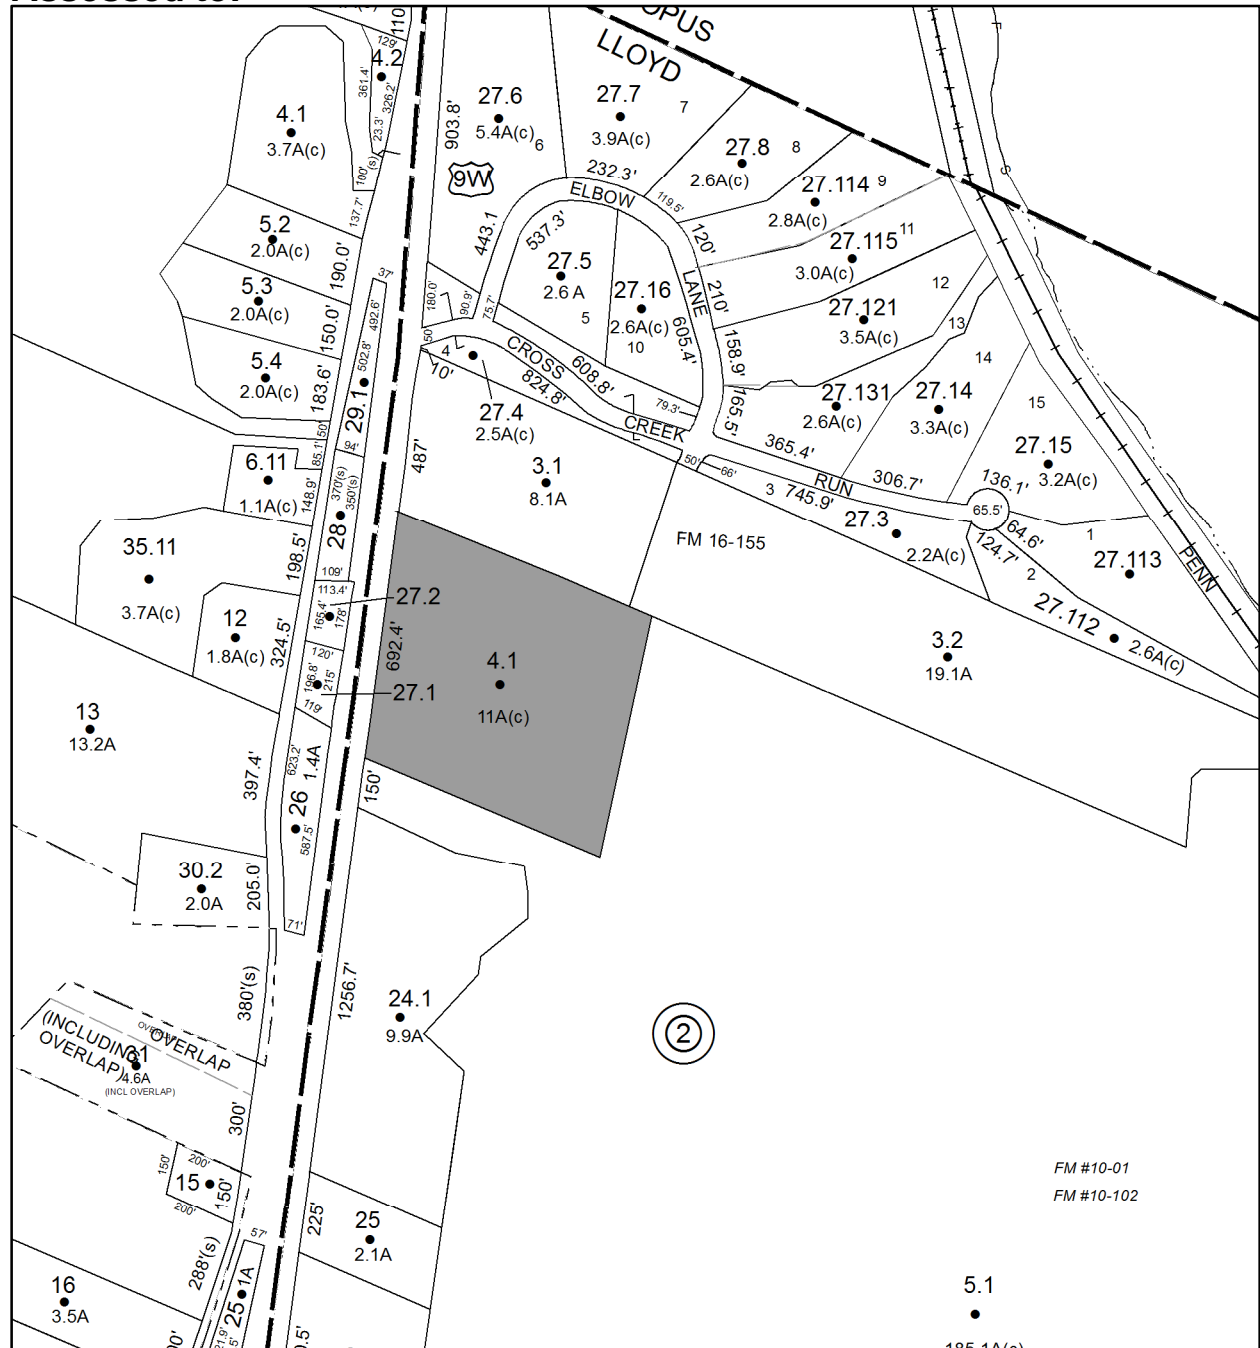 110
129'
4.2
361.4'
326.2'
23.3'
4.1
3.7A(c)
100'
(s)
137.7'
OPUS
LLOYD
903.8'
27.6
5.4A(c)
6
27.7
3.9A(c)
7
27.8
2.6A(c)
8
27.114
9
2.8A(c)
27.115
11
3.0A(c)
12
27.121
3.5A(c)
13
14
15
S
9W
232.3'
ELBOW
119.5'
120'
LANE
210'
605.4'
158.9'
165.5'
443.1
537.3'
27.5
2.6 A
5
27.16
2.6A(c)
10
5.2
2.0A(c)
190.0'
5.3
2.0A(c)
150.0'
5.4
2.0A(c)
183.6'
37'
492.6'
502.8'
29.1
94'
50'
85.1'
180.0'
90.9'
75.7'
50'
4
10'
CROSS
824.8'
608.8'
79.3'
CREEK
27.4
2.5A(c)
3.1
8.1A
487'
50'
66'
27.131
2.6A(c)
27.14
3.3A(c)
27.15
3.2A(c)
365.4'
RUN
306.7'
136.1'
65.5'
3
745.9'
27.3
2.2A(c)
64.6'
124.7'
1
2
27.113
PENN
27.112
2.6A(c)
6.11
1.1A(c)
148.9'
370'(s)
350'(s)
28
109'
198.5'
35.11
3.7A(c)
12
1.8A(c)
324.5'
113.4'
165.4'
178'
27.2
120'
196.8'
215'
27.1
119'
692.4'
FM 16-155
4.1
11A(c)
3.2
19.1A
13
13.2A
397.4'
623.2'
1.4A
26
587.5'
150'
30.2
2.0A
205.0'
71'
380'(s)
1256.7'
24.1
9.9A
2
(INCLUDING
OVERLAP)
OVERLAP
OVERLAP
31
4.6A
(INCL OVERLAP)
300'
150'
200'
15
150'
200'
225'
25
2.1A
FM #10-01
FM #10-102
57'
288'(s)
25
1A
16
3.5A
5.1
185.1A(c)